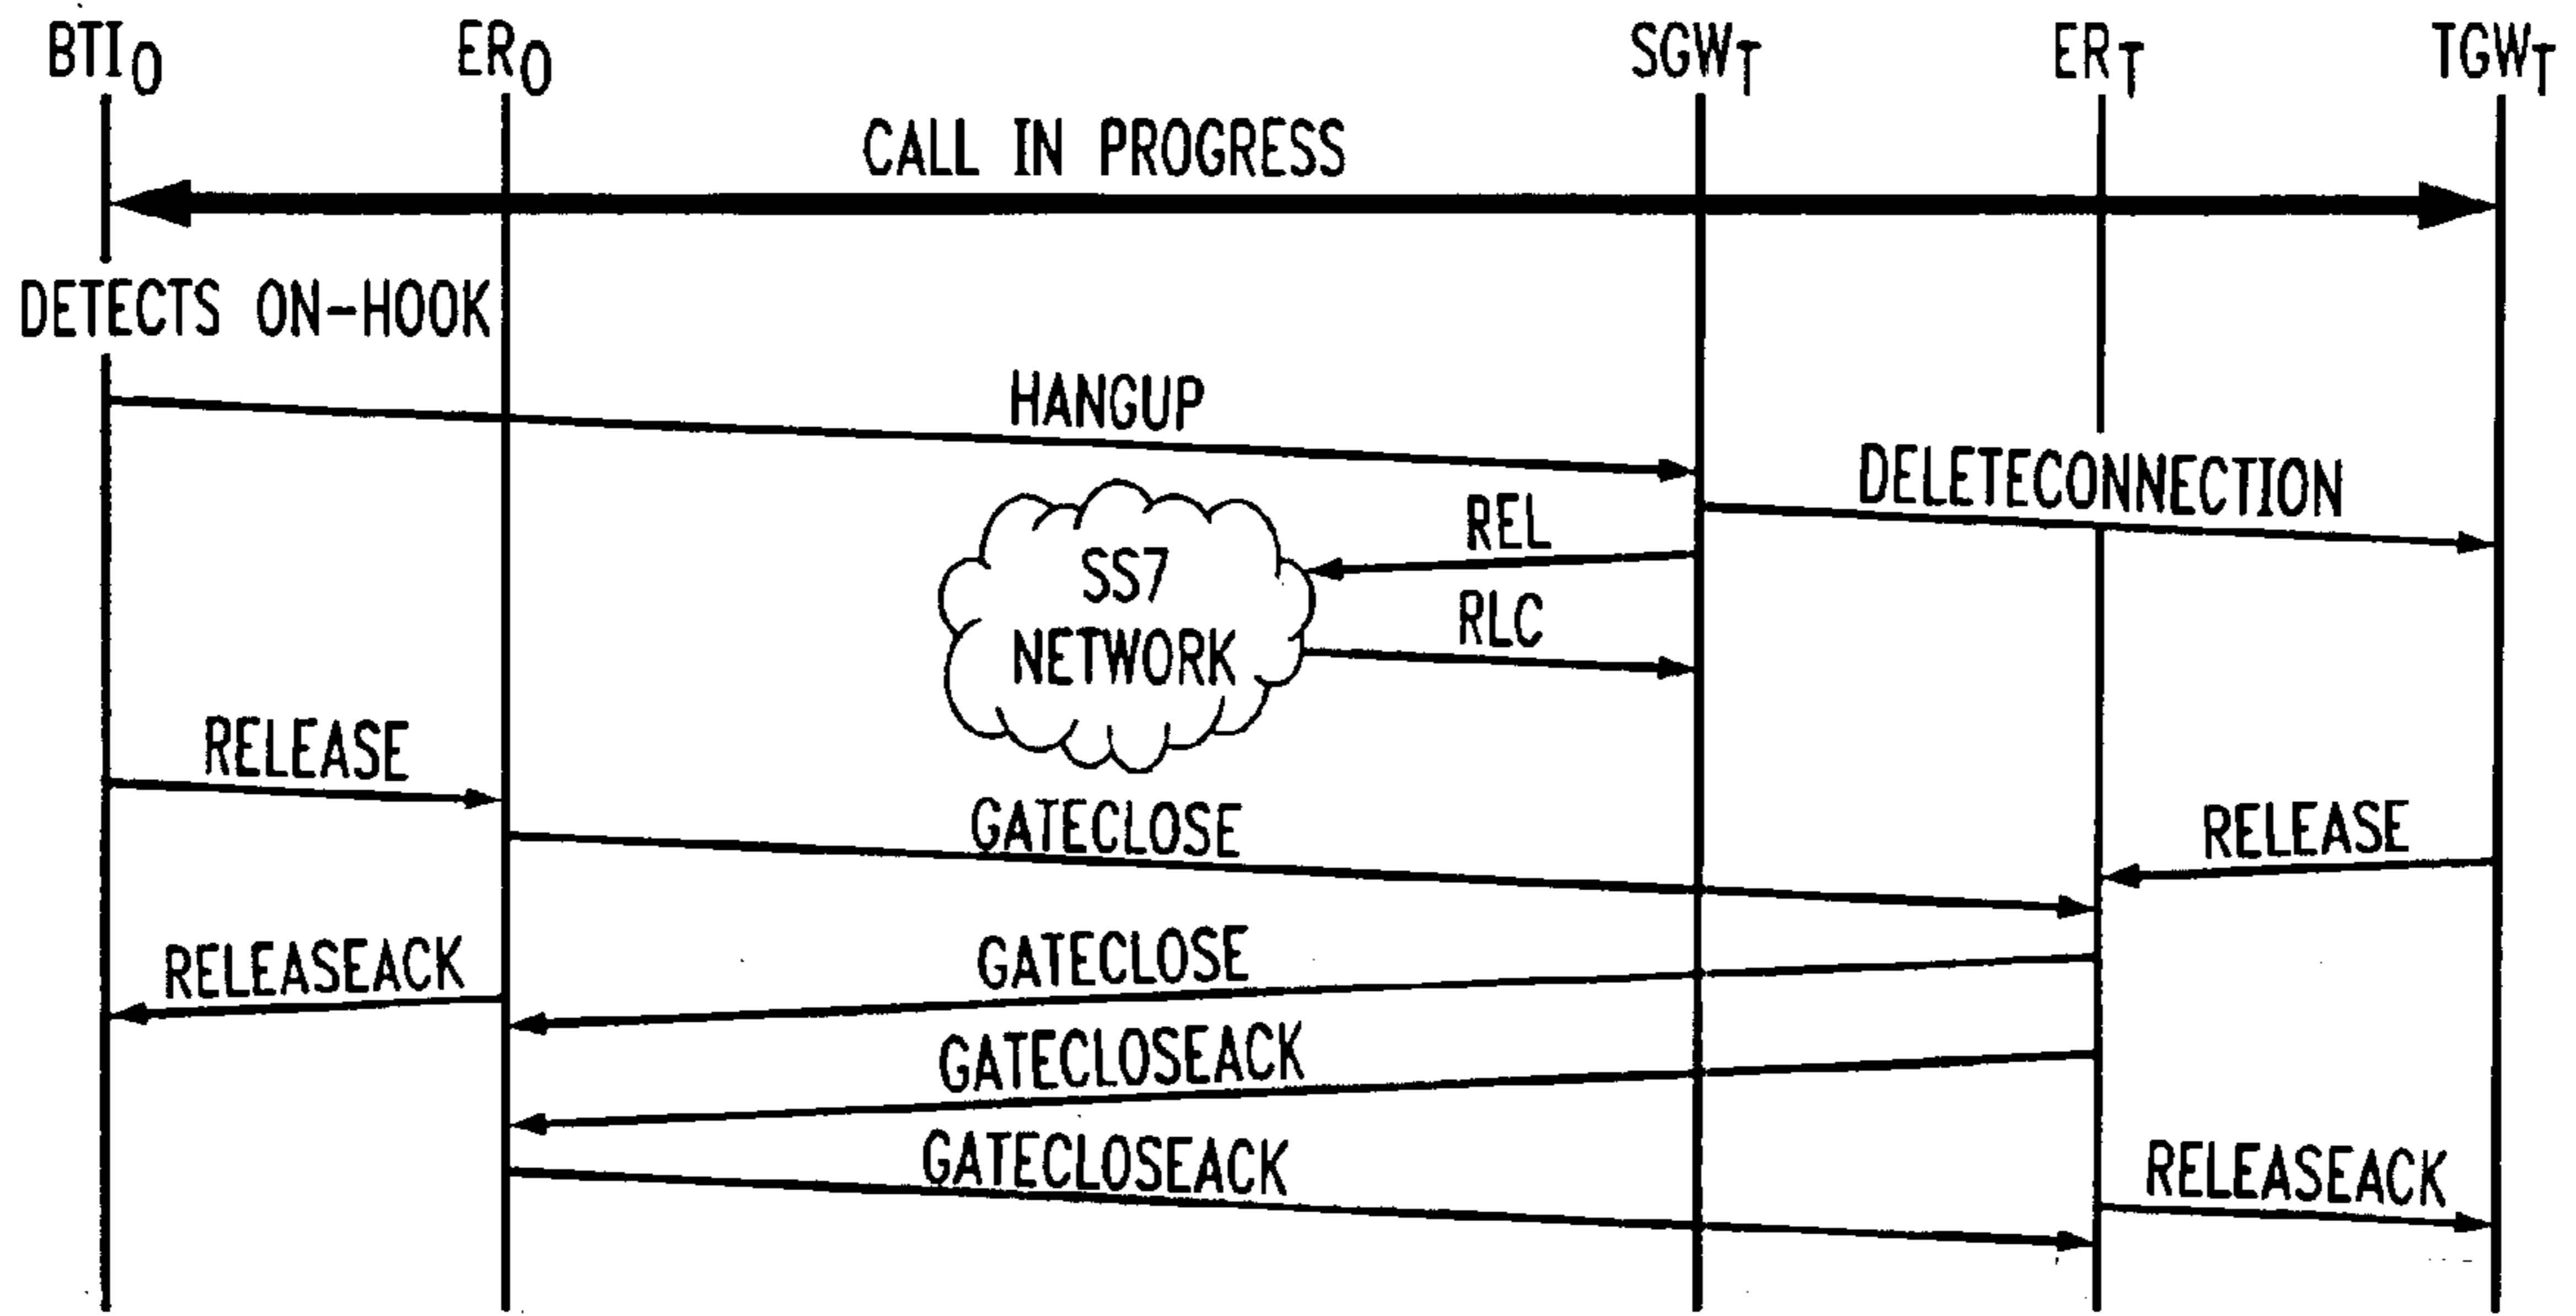 BTIO ERO SGWT ERT TGWT
CALL IN PROGRESS
DETECTS ON-HOOK
HANGUP
DELETECONNECTION
REL
SS7
NETWORK
RLC
RELEASE
GATECLOSE
RELEASE
GATECLOSE
RELEASEACK
GATECLOSEACK
GATECLOSEACK
RELEASEACK